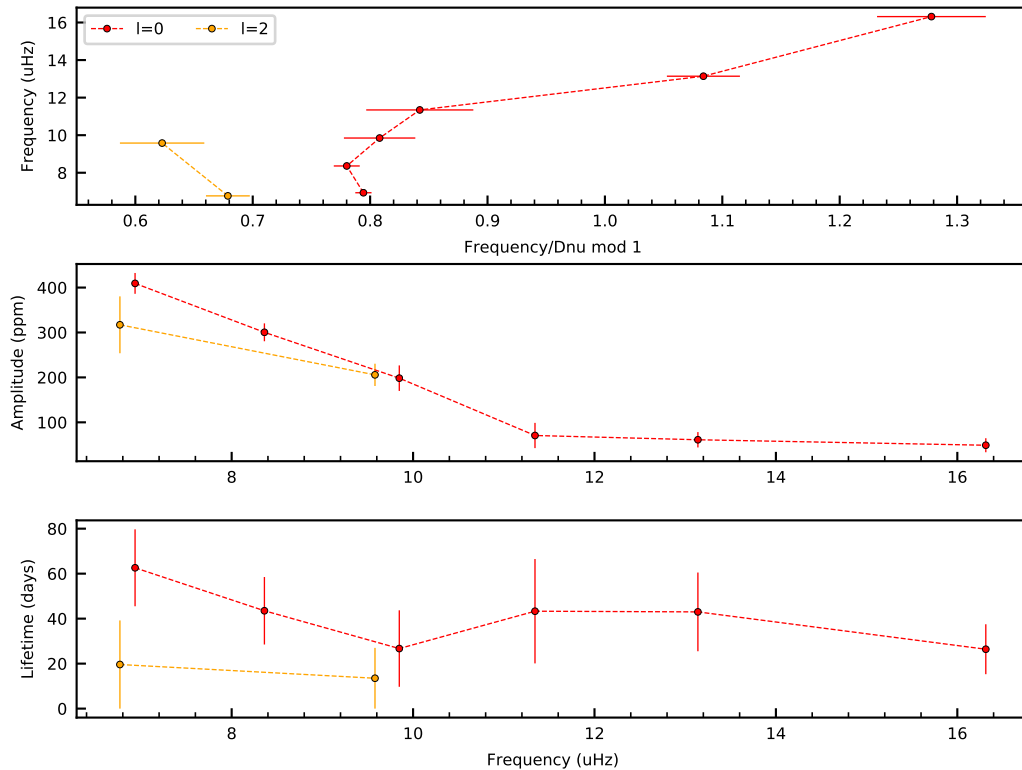 l=0 l=2
Frequency (uHz)
16
14
12
10
8
0.6 0.7 0.8 0.9 1.0 1.1 1.2 1.3
Frequency/Dnu mod 1
Amplitude (ppm)
400
300
200
100
8 10 12 14 16
Lifetime (days)
80
60
40
20
0
8 10 12 14 16
Frequency (uHz)